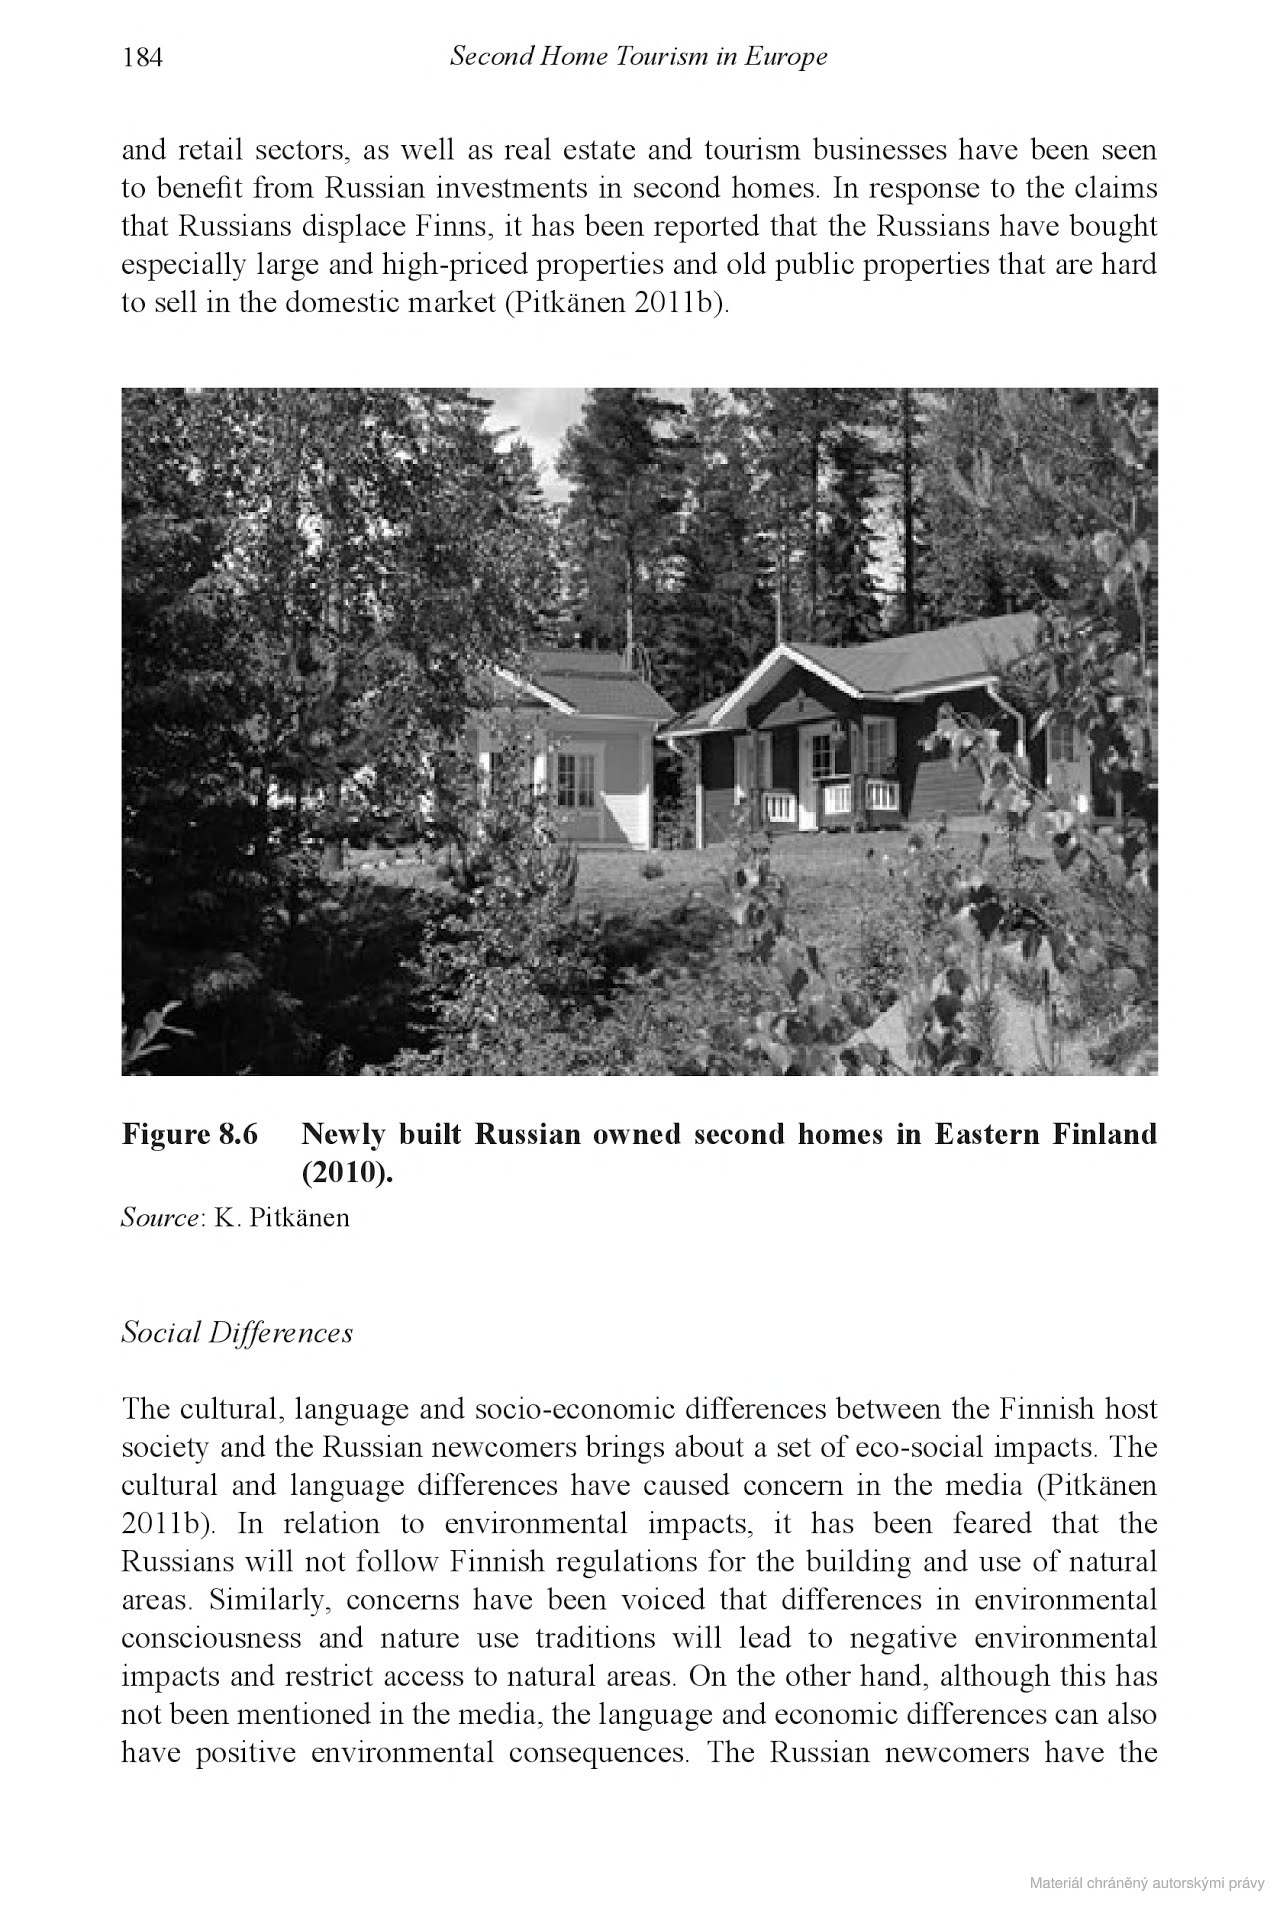 184
Second Home Tourism in Europe
and retail sectors, as well as real estate and tourism businesses have been seen
to benefit from Russian investments in second homes. In response to the claims
that Russians displace Finns, it has been reported that the Russians have bought
especially large and high-priced properties and old public properties that are hard
to sell in the domestic market (Pitkänen 2011b).
Figure 8.6 Newly built Russian owned second homes in Eastern Finland
(2010).
Source: K. Pitkänen
Social Differences
The cultural, language and socio-economic differences between the Finnish host
society and the Russian newcomers brings about a set of eco-social impacts. The
cultural and language differences have caused concern in the media (Pitkänen
2011b). In relation to environmental impacts, it has been feared that the
Russians will not follow Finnish regulations for the building and use of natural
areas. Similarly, concerns have been voiced that differences in environmental
consciousness and nature use traditions will lead to negative environmental
impacts and restrict access to natural areas. On the other hand, although this has
not been mentioned in the media, the language and economic differences can also
have positive environmental consequences. The Russian newcomers have the
Materiál chráněný autorskými právy